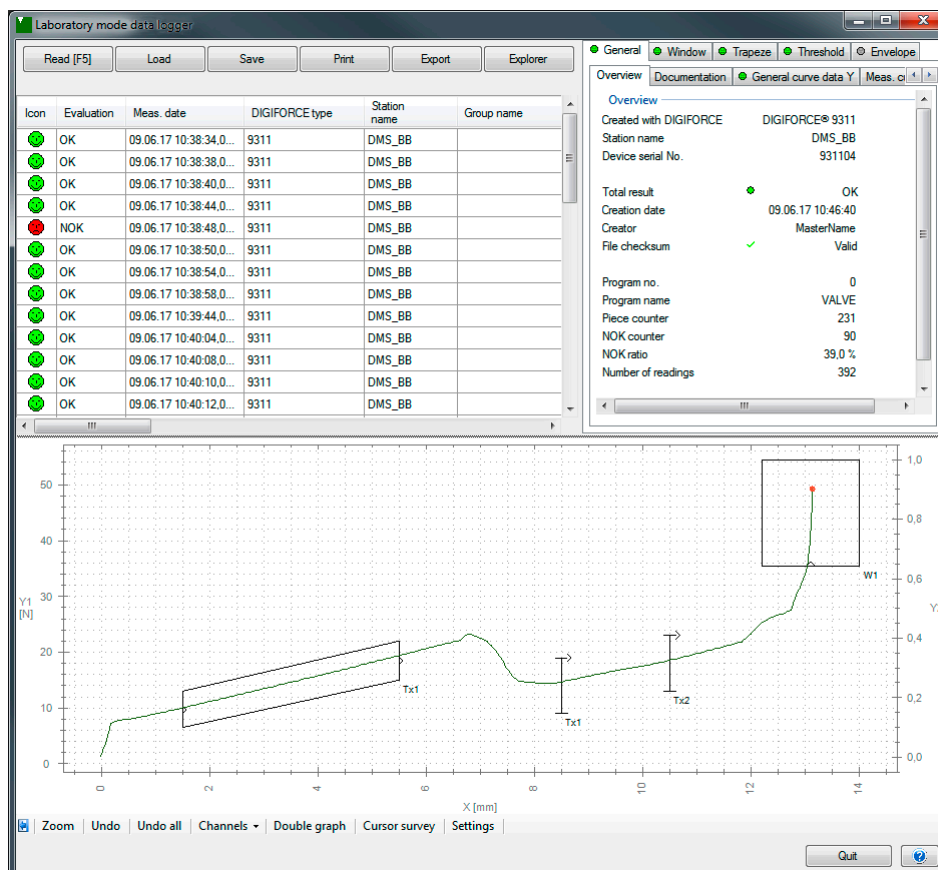 Laboratory mode data logger
Read [F5] Load Save Print Export Explorer
General Window Trapeze Threshold Envelope
Overview Documentation General curve data Y
Icon Evaluation Meas. date DIGIFORCE type Station name Group name
OK 09.06.17 10:38:34,0... 9311 DMS_BB
OK 09.06.17 10:38:38,0... 9311 DMS_BB
OK 09.06.17 10:38:40,0... 9311 DMS_BB
OK 09.06.17 10:38:44,0... 9311 DMS_BB
NOK 09.06.17 10:38:48,0... 9311 DMS_BB
OK 09.06.17 10:38:50,0... 9311 DMS_BB
OK 09.06.17 10:38:54,0... 9311 DMS_BB
OK 09.06.17 10:38:58,0... 9311 DMS_BB
OK 09.06.17 10:39:44,0... 9311 DMS_BB
OK 09.06.17 10:40:04,0... 9311 DMS_BB
OK 09.06.17 10:40:08,0... 9311 DMS_BB
OK 09.06.17 10:40:10,0... 9311 DMS_BB
OK 09.06.17 10:40:12,0... 9311 DMS_BB
Overview
Created with DIGIFORCE DIGIFORCE® 9311
Station name DMS_BB
Device serial No. 931104
Total result OK
Creation date 09.06.17 10:46:40
Creator MasterName
File checksum Valid
Program no. 0
Program name VALVE
Piece counter 231
NOK counter 90
NOK ratio 39,0 %
Number of readings 392
Y1
[N]
50
40
30
20
10
0
1,0
0,8
0,6
0,4
0,2
0,0
W1
Tx1
Tx1
Tx2
0 2 4 6 8 10 12 14
X [mm]
Zoom Undo Undo all Channels Double graph Cursor survey Settings
Quit